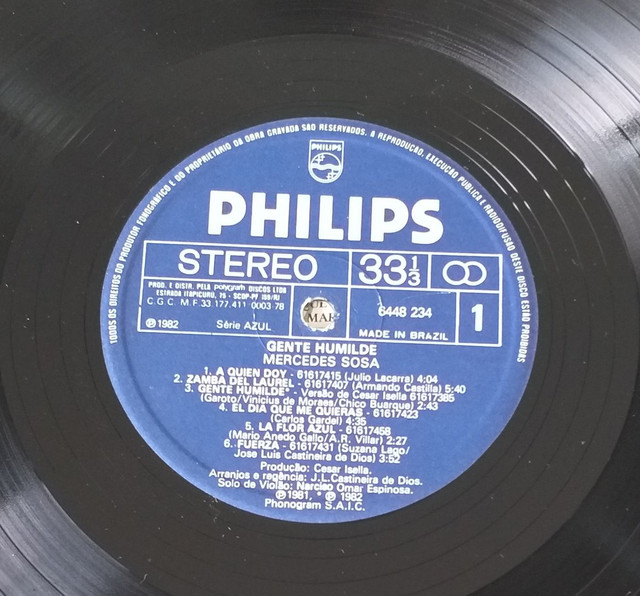 TODOS OS DIREITOS DO PRODUTOR FONOGRÁFICO E DO PROPRIETÁRIO DA OBRA GRAVADA SÃO RESERVADOS. A REPRODUÇÃO, EXECUÇÃO PÚBLICA E RADIODIFUSÃO DESTE DISCO ESTÃO PROIBIDAS
PHILIPS
PHILIPS
STEREO 33 1/3
PROD. E DISTR. PELA polygram DISCOS LTDA
ESTRADA ITAPICURU, 75 - SCDP-PF 159/RJ
C.G.C. M.F 33.177.411 0003 78
℗ 1982 Série AZUL
6448 234
MADE IN BRAZIL
1
GENTE HUMILDE
MERCEDES SOSA
1. A QUIEN DOY - 61617415 (Julio Lacarra) 4:04
2. ZAMBA DEL LAUREL - 61617407 (Armando Castilla) 5:40
3. GENTE HUMILDE* - Versão de Cesar Isella 61617385
(Garoto/Vinicius de Moraes/Chico Buarque) 2:43
4. EL DIA QUE ME QUIERAS - 61617423
(Carlos Gardel) 4:35
5. LA FLOR AZUL - 61617458
(Mario Anedo Gallo/A.R. Villar) 2:27
6. FUERZA - 61617431 (Suzana Lago/
Jose Luis Castineira de Dios) 3:52
Produção: Cesar Isella.
Arranjos e regência: J.L.Castineira de Dios.
Solo de Violão: Narciso Omar Espinosa.
℗ 1981, * ℗ 1982
Phonogram S.A.I.C.